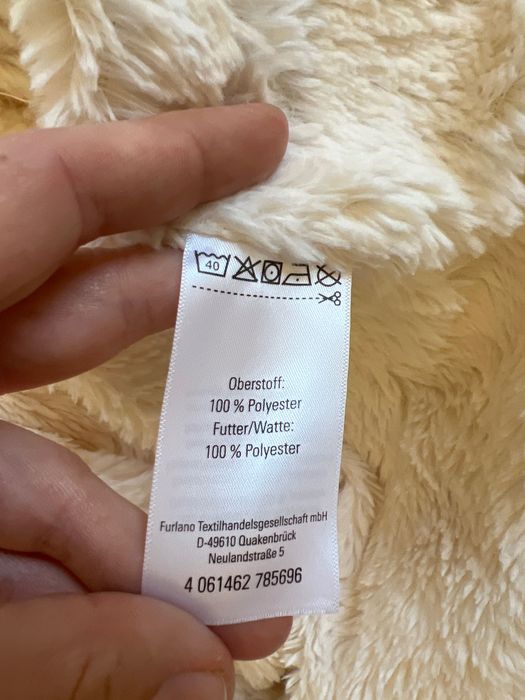 40
Oberstoff:
100 % Polyester
Futter/Watte:
100 % Polyester
Furlano Textilhandelsgesellschaft mbH
D-49610 Quakenbrück
Neulandstraße 5
4 061462 785696